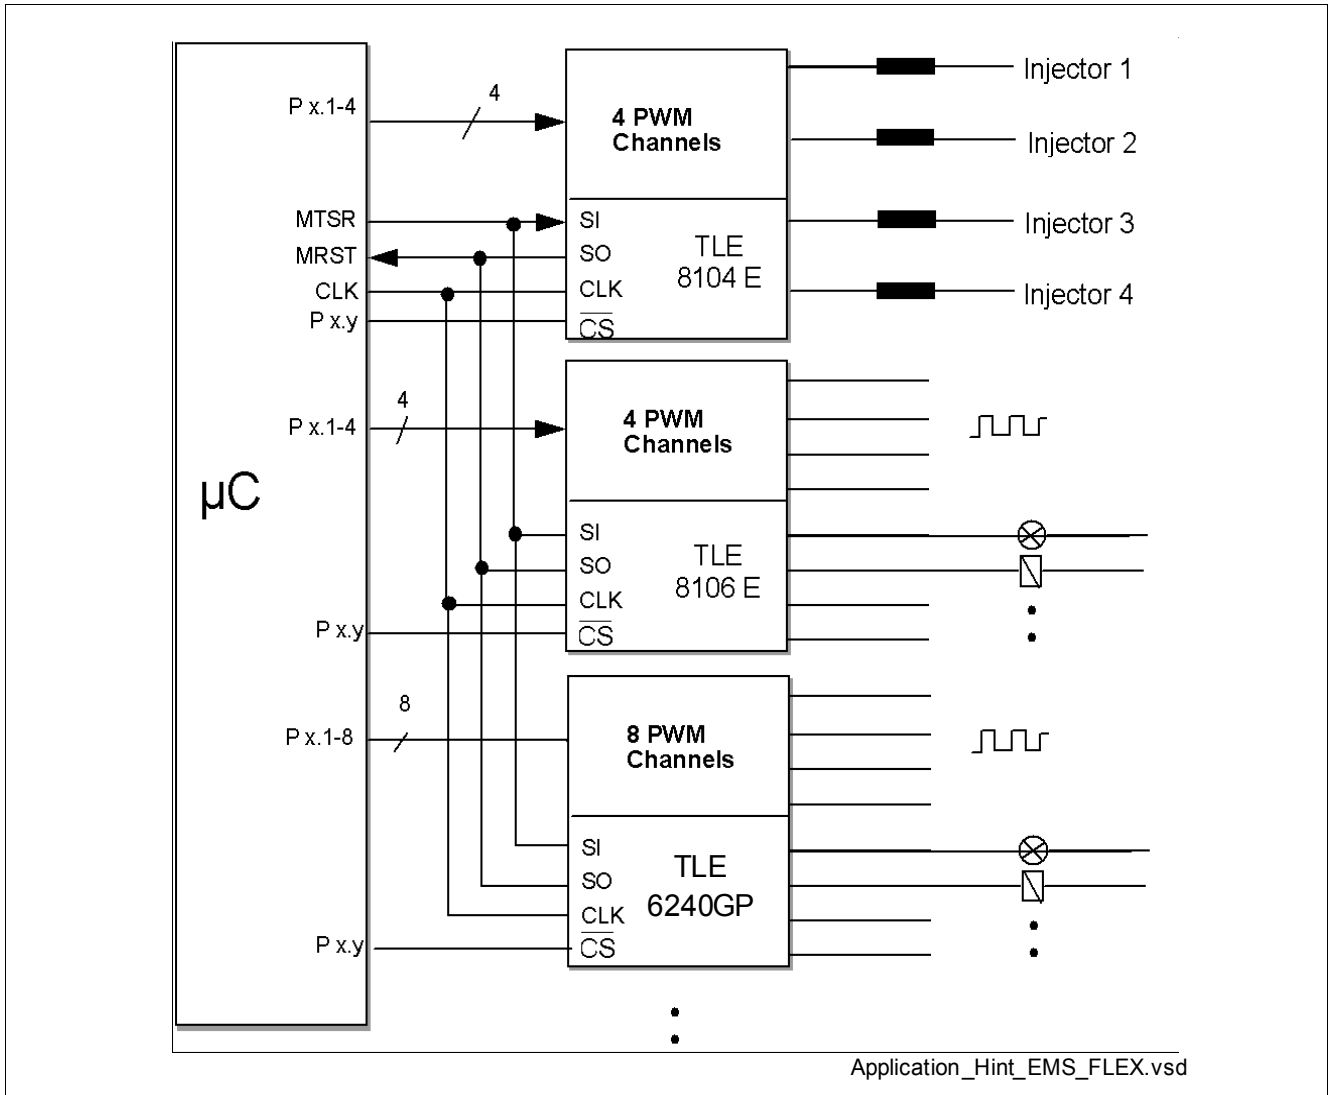 P x.1-4
4
4 PWM
Channels
Injector 1
Injector 2
MTSR
MRST
CLK
P x.y
SI
SO
CLK
CS
TLE
8104 E
Injector 3
Injector 4
µC
P x.1-4
4
4 PWM
Channels
SI
SO
CLK
CS
TLE
8106 E
P x.y
P x.1-8
8
8 PWM
Channels
SI
SO
CLK
CS
TLE
6240GP
P x.y
Application_Hint_EMS_FLEX.vsd